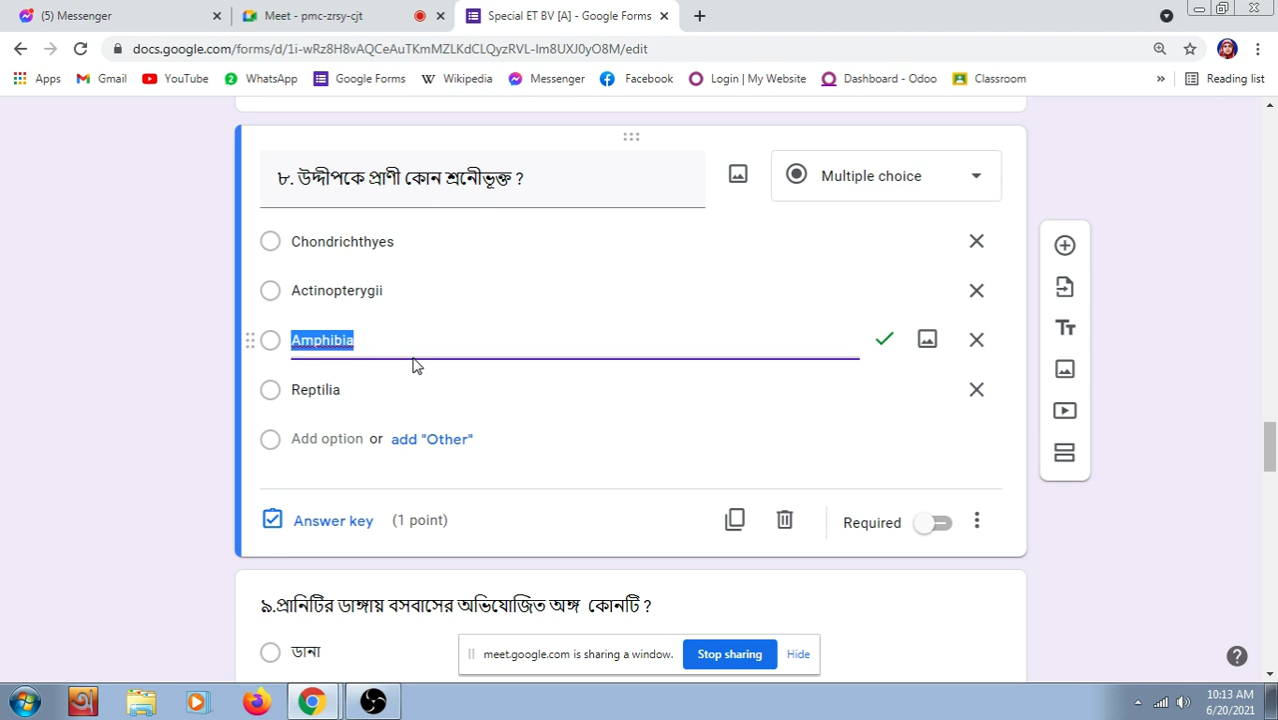 (3) Messenger
Meet - pmc-zrsy-cjt
Special ET BV [A] - Google Forms
docs.google.com/forms/d/1i-wRz8H8vAQCeAuTKmMZLKdCLQyzRVL-lm8UXJ0yO8M/edit
Apps Gmail YouTube 2 WhatsApp Google Forms W Wikipedia Messenger Facebook Login | My Website Dashboard - Odoo Classroom » Reading list
৮. উদ্দীপকে প্রাণী কোন শ্রেনীভূক্ত ?
Multiple choice
Chondrichthyes
Actinopterygii
Amphibia
Reptilia
Add option or add "Other"
Answer key (1 point)
Required
৯.প্রানিটির ডাঙ্গায় বসবাসের অভিযোজিত অঙ্গ কোনটি ?
ডানা
meet.google.com is sharing a window. Stop sharing Hide
10:13 AM
6/20/2021